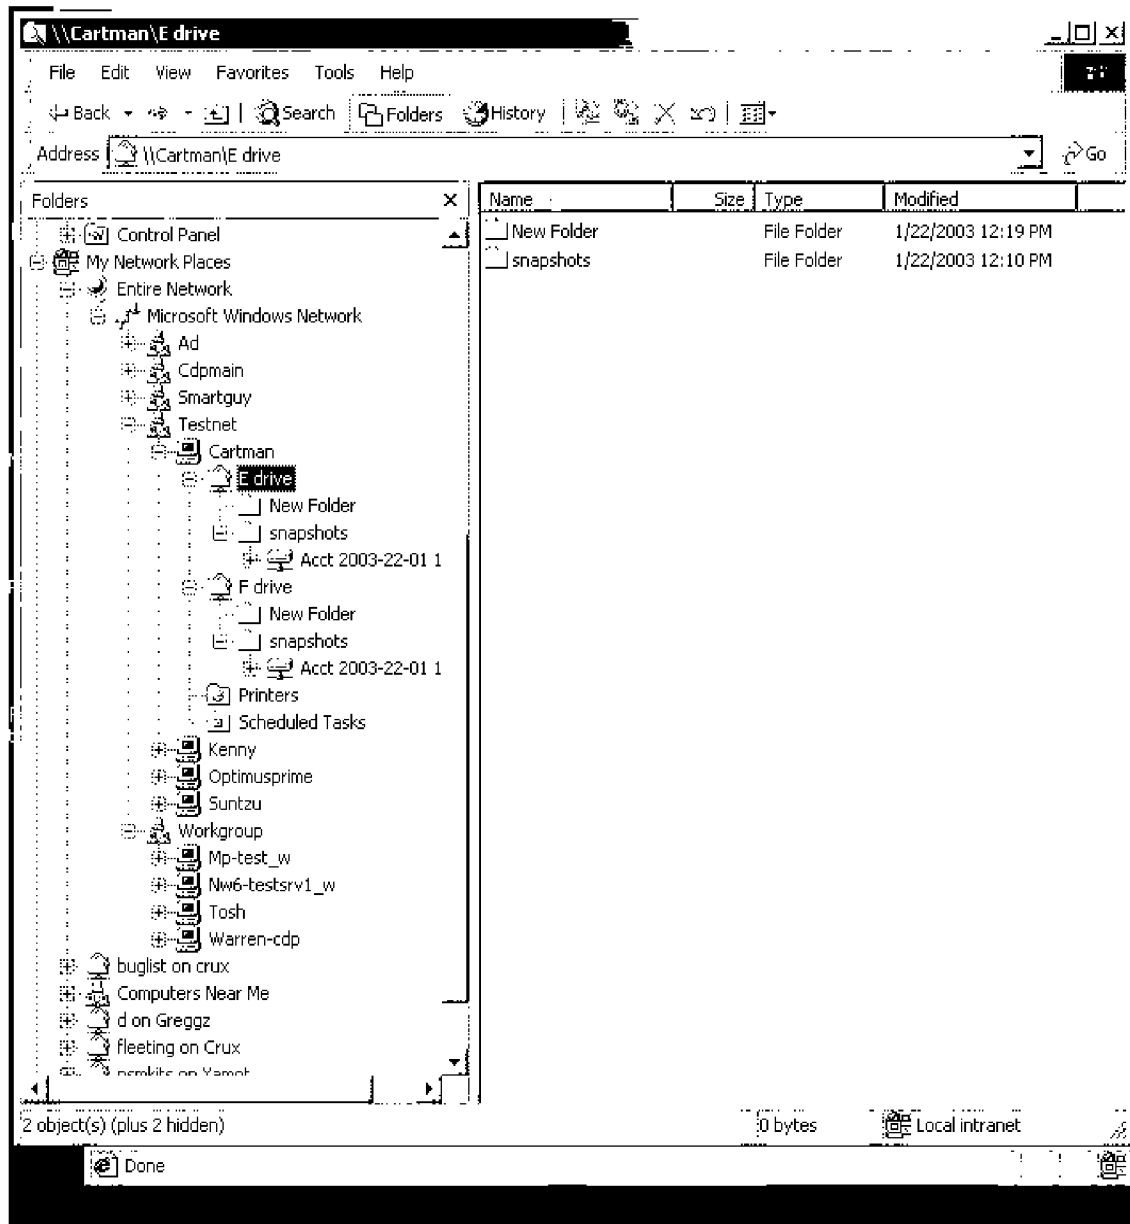 \\Cartman\E drive
File Edit View Favorites Tools Help
Back Search Folders History
Address \\Cartman\E drive Go
Folders
Control Panel
My Network Places
Entire Network
Microsoft Windows Network
Ad
Cdpmain
Smartguy
Testnet
Cartman
E drive
New Folder
snapshots
Acct 2003-22-01 1
F drive
New Folder
snapshots
Acct 2003-22-01 1
Printers
Scheduled Tasks
Kenny
Optimusprime
Suntzu
Workgroup
Mp-test_w
Nw6-testsrv1_w
Tosh
Warren-cdp
buglist on crux
Computers Near Me
d on Greggz
fleeting on Crux
Name Size Type Modified
New Folder File Folder 1/22/2003 12:19 PM
snapshots File Folder 1/22/2003 12:10 PM
2 object(s) (plus 2 hidden) 0 bytes Local intranet
Done